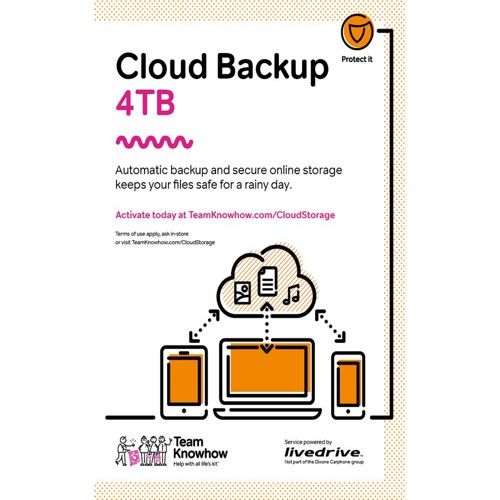 Protect it
Cloud Backup
4TB
Automatic backup and secure online storage
keeps your files safe for a rainy day.
Activate today at TeamKnowhow.com/CloudStorage
Terms of use apply, ask in-store
or visit TeamKnowhow.com/CloudStorage
Team
Knowhow
Help with all life's kit™
Service powered by
livedrive™
Not part of the Dixons Carphone group